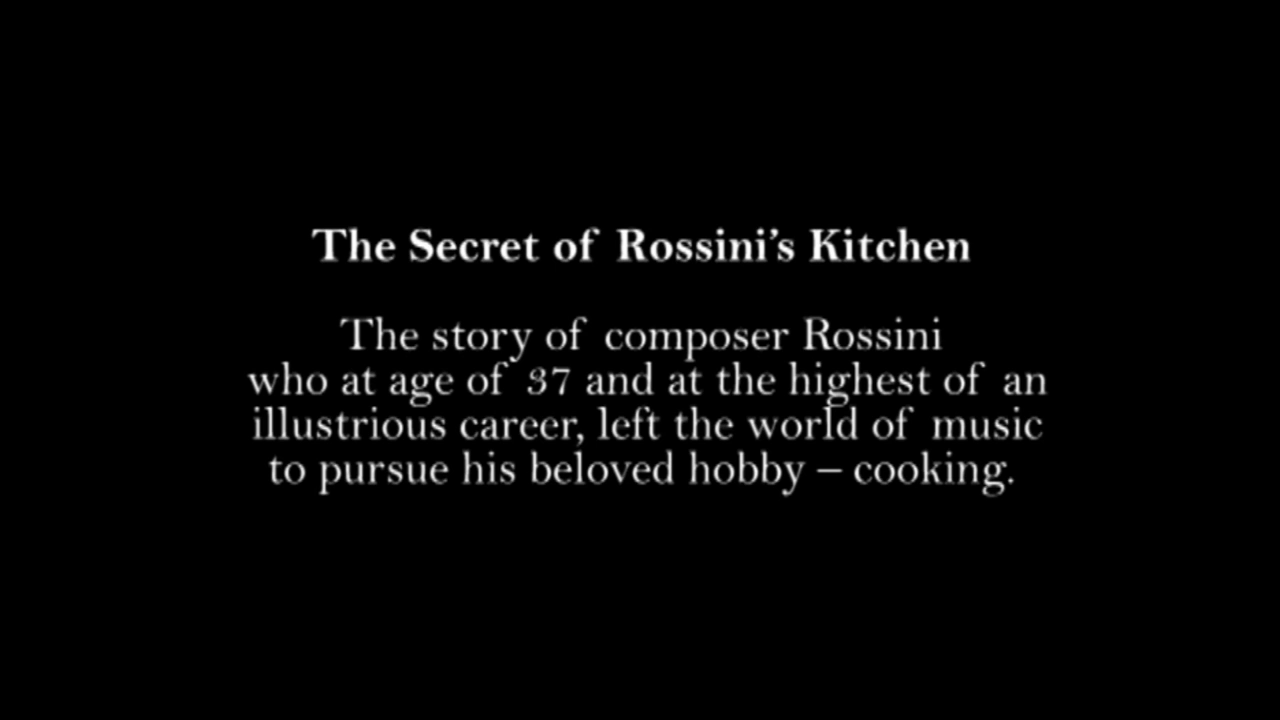 The Secret of Rossini's Kitchen
The story of composer Rossini
who at age of 37 and at the highest of an
illustrious career, left the world of music
to pursue his beloved hobby – cooking.